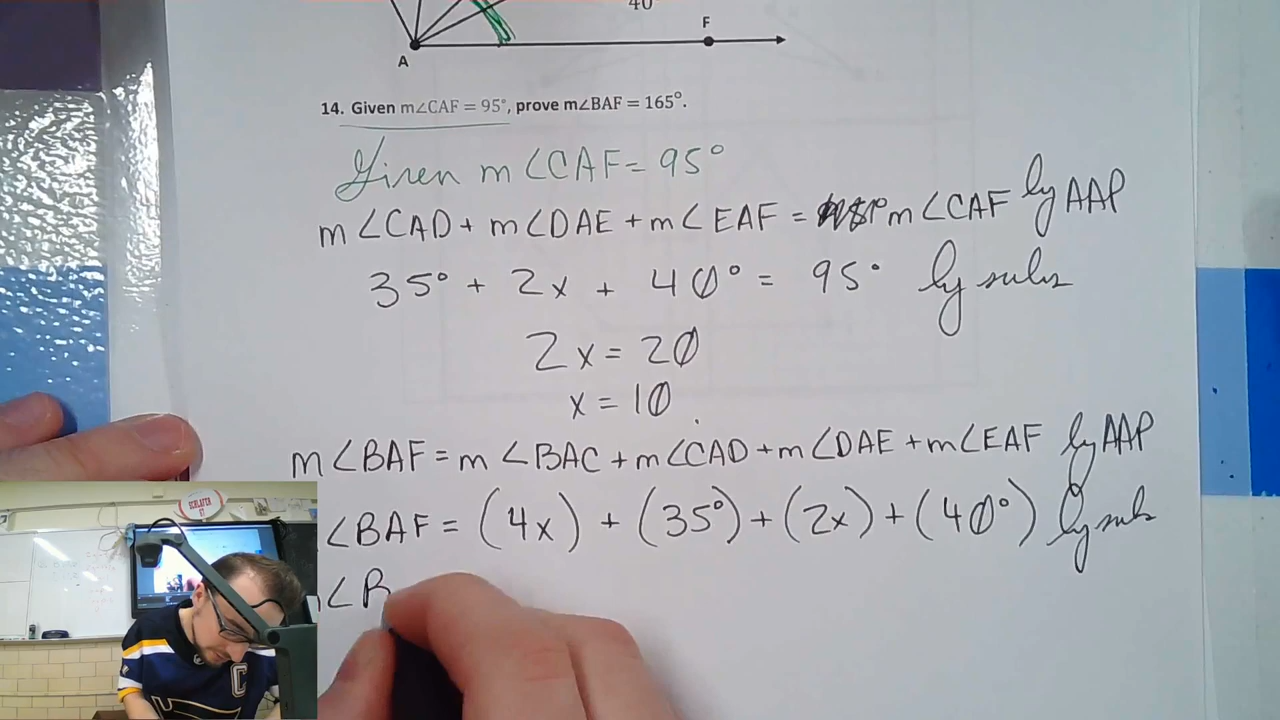 40
F
A
14. Given m∠CAF = 95°, prove m∠BAF = 165°.
Given m∠CAF = 95°
m∠CAD + m∠DAE + m∠EAF = m∠CAF by AAP
35° + 2x + 40° = 95° by subs
2x = 20
x = 10
m∠BAF = m∠BAC + m∠CAD + m∠DAE + m∠EAF by AAP
∠BAF = (4x) + (35°) + (2x) + (40°) by subs
∠B
C